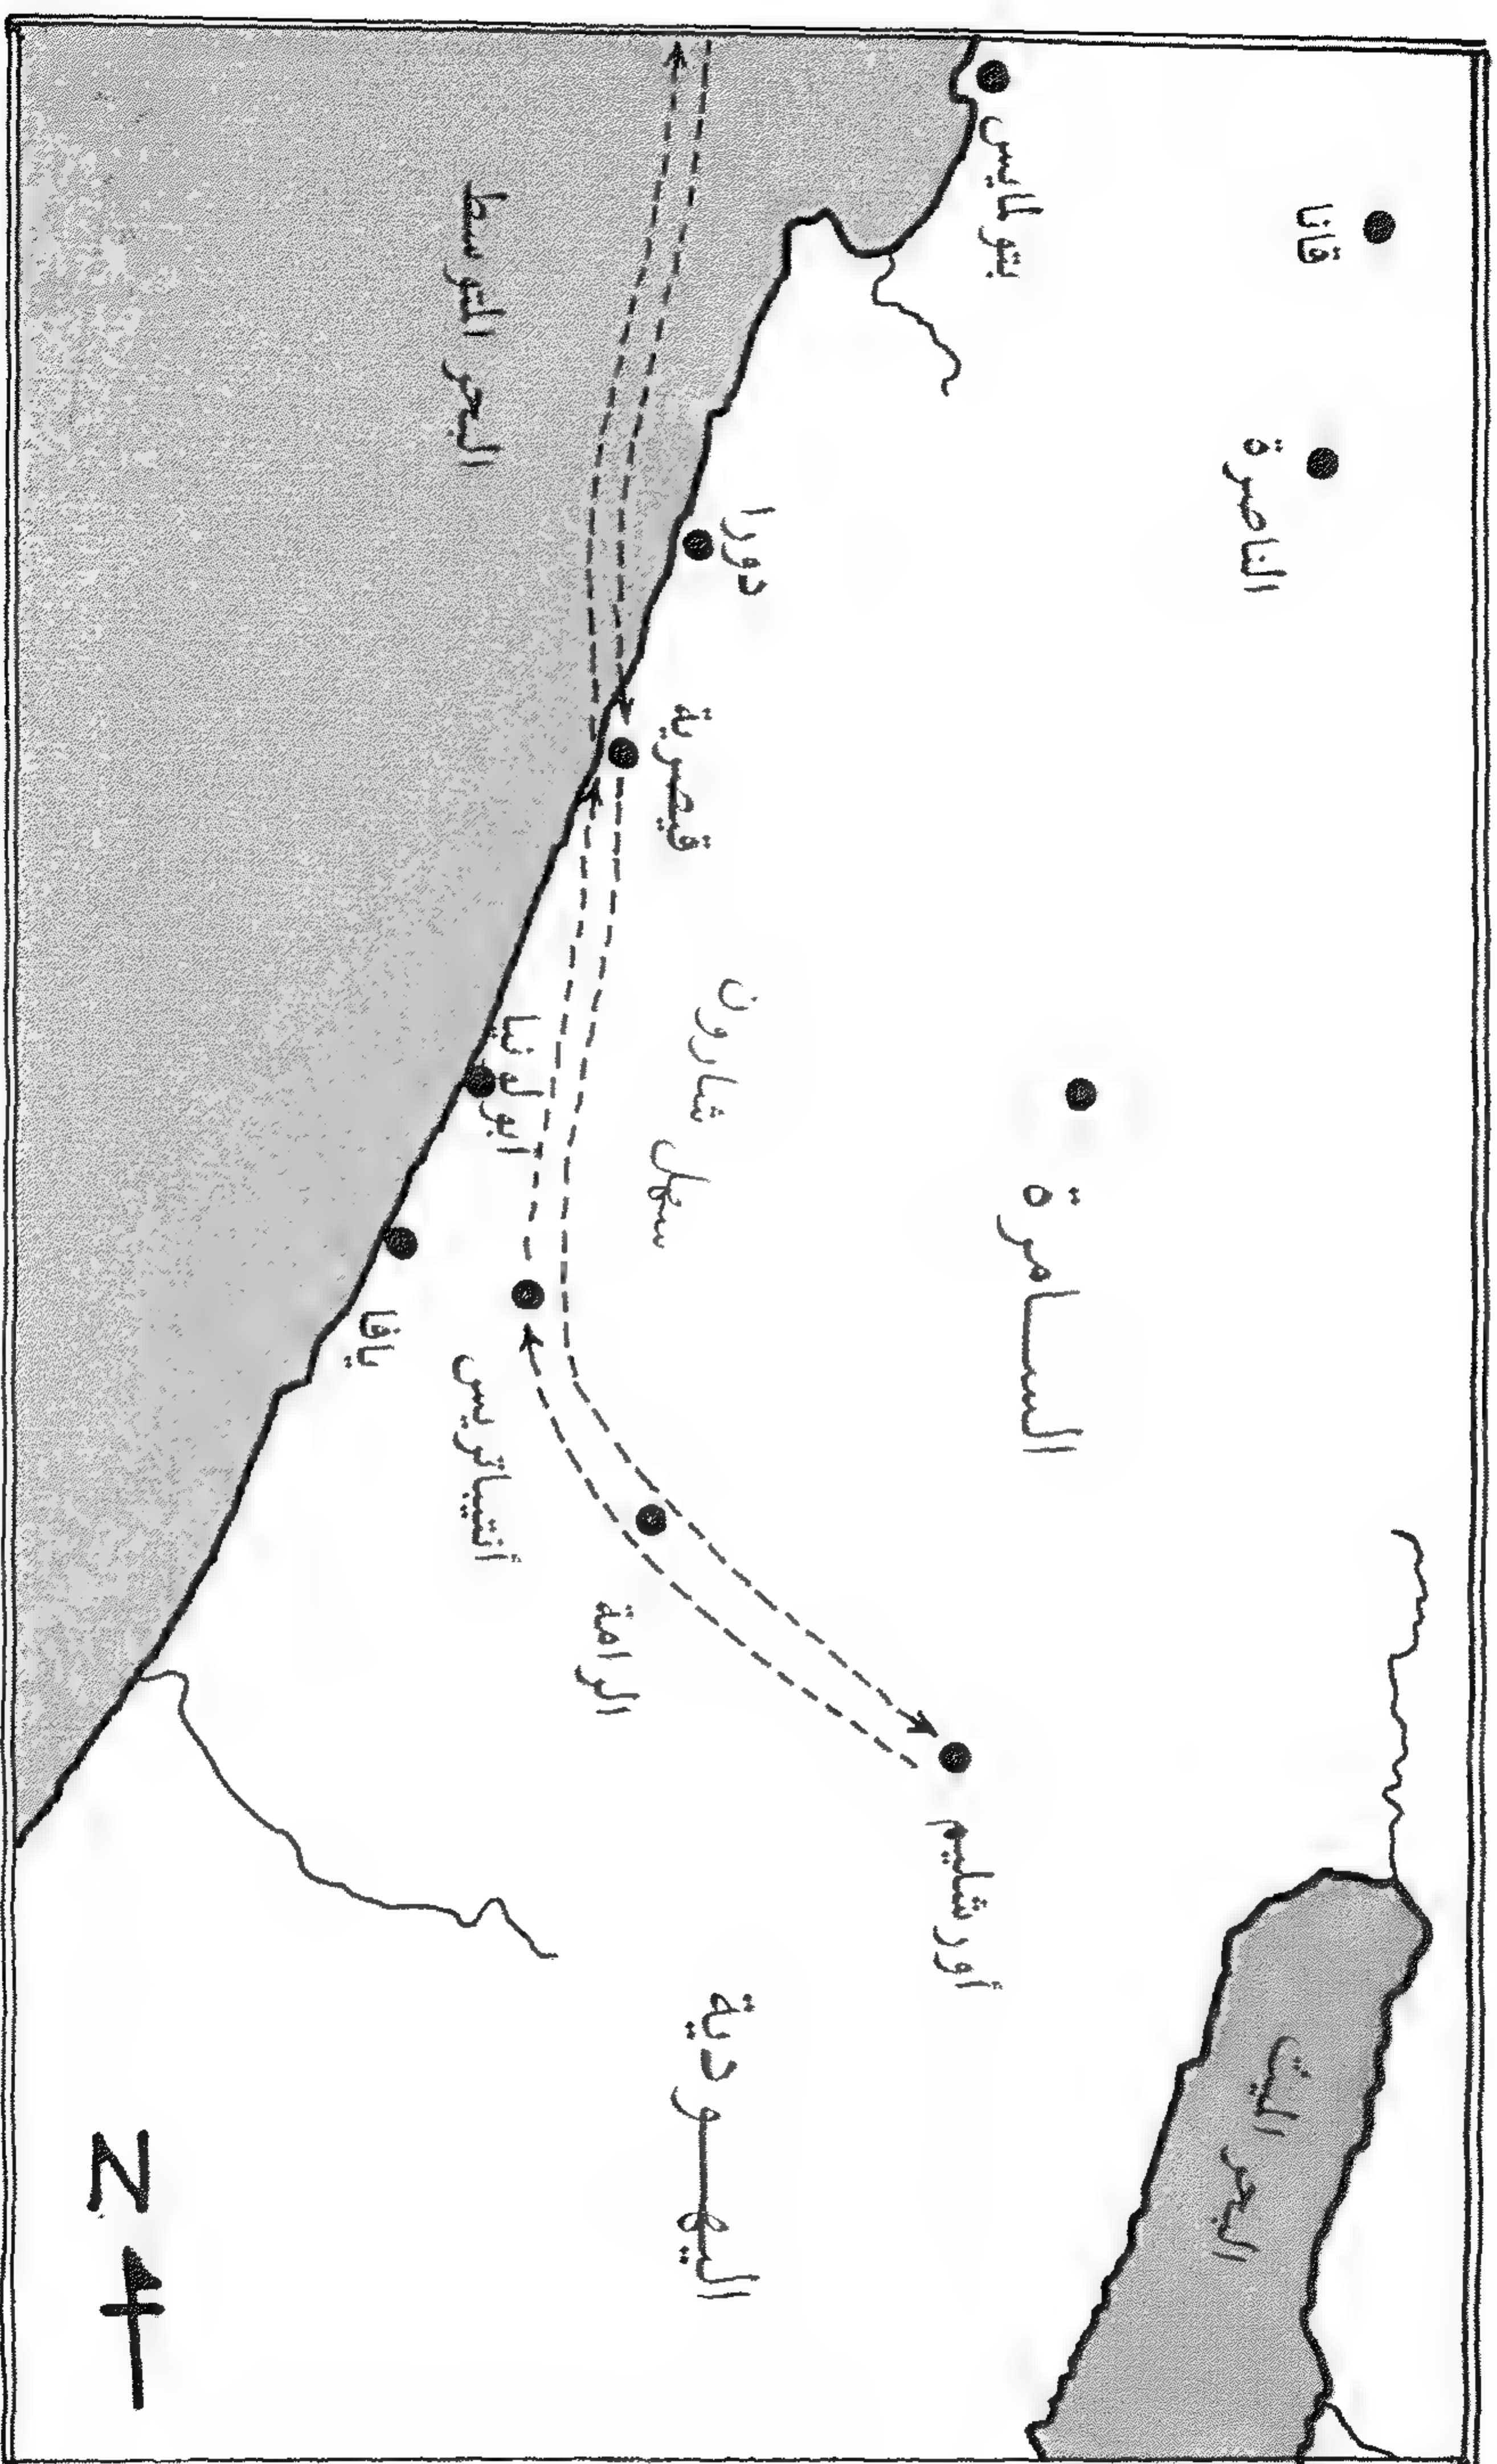 بتولمايس
قانا
الناصرة
البحر المتوسط
دورا
قيصرية
سهل شارون
أبولونيا
السامرة
يافا
أنتيباتريس
الرامة
أورشليم
اليهودية
البحر الميت
N